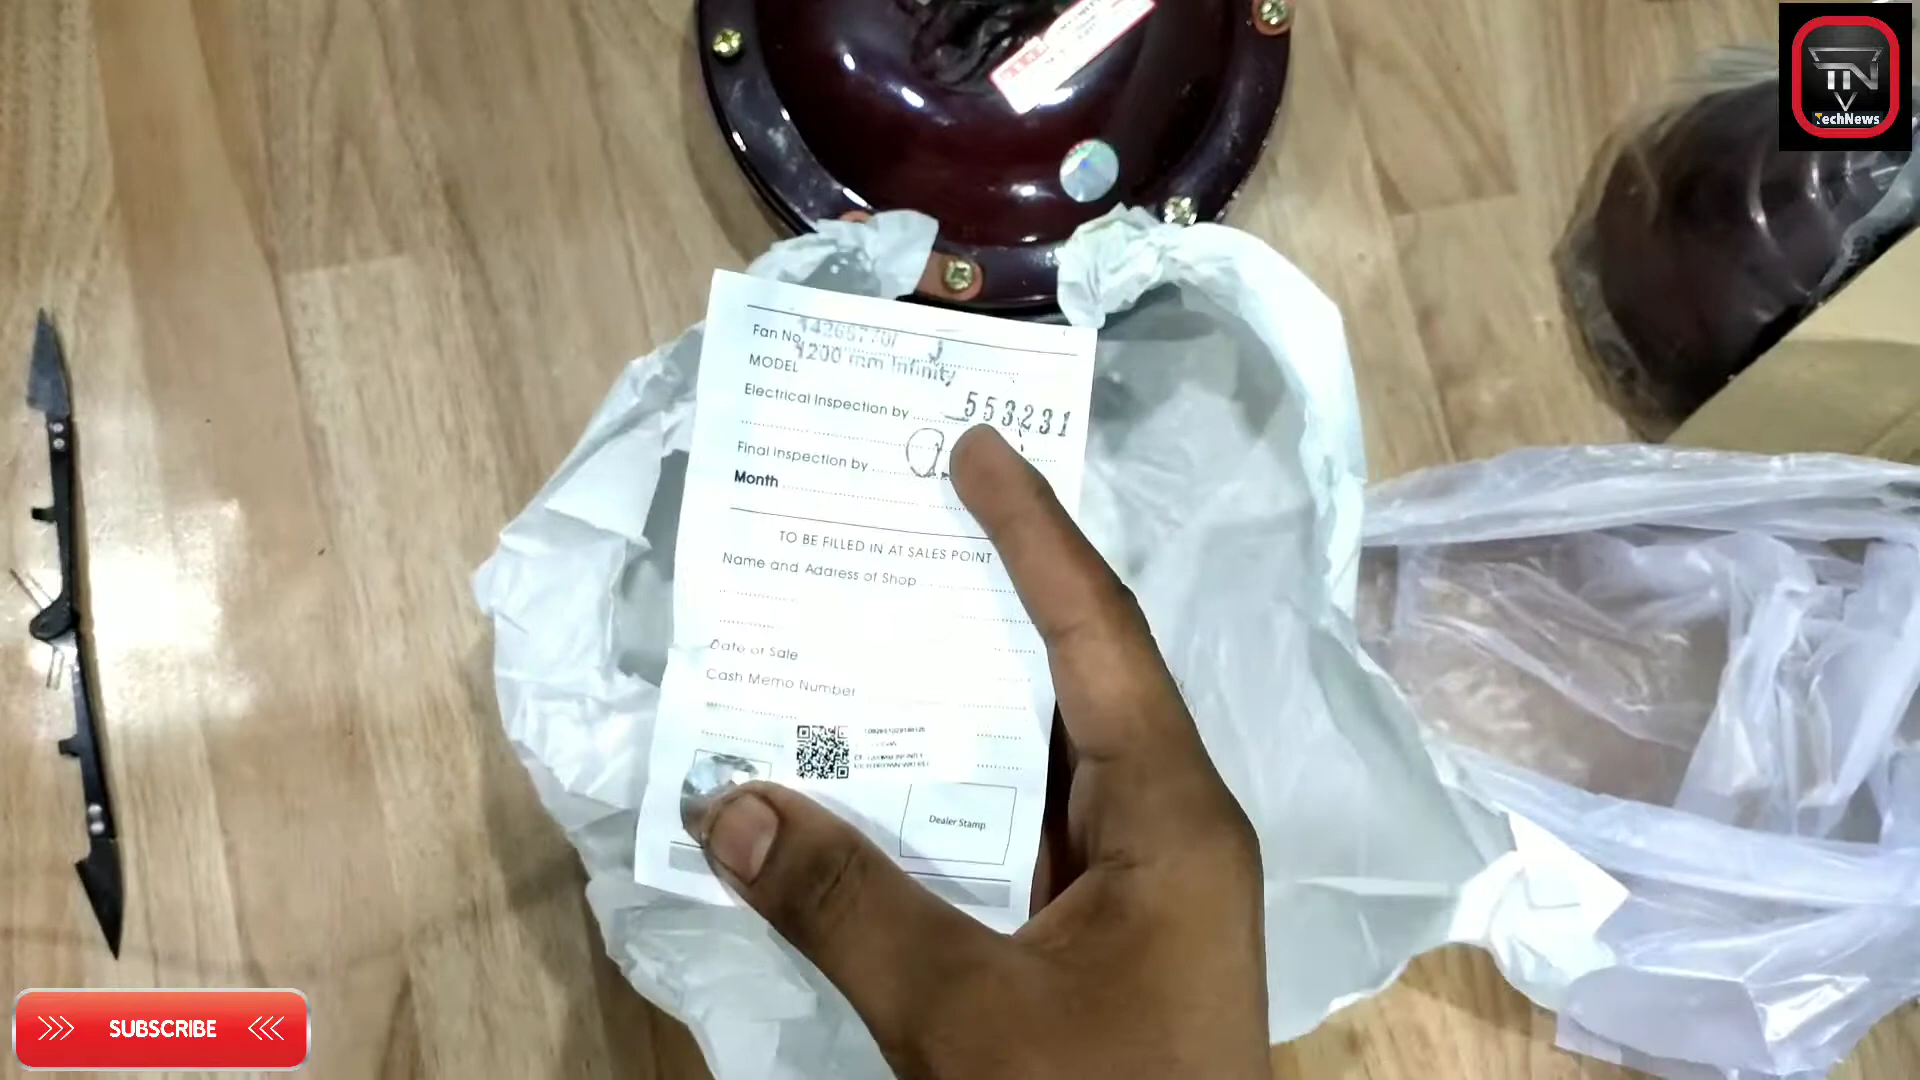 TN
TechNews
Fan No.
MODEL 1200 mm Infinity
Electrical Inspection by 553231
Final Inspection by
Month
TO BE FILLED IN AT SALES POINT
Name and Address of Shop
Date of Sale
Cash Memo Number
Dealer Stamp
SUBSCRIBE